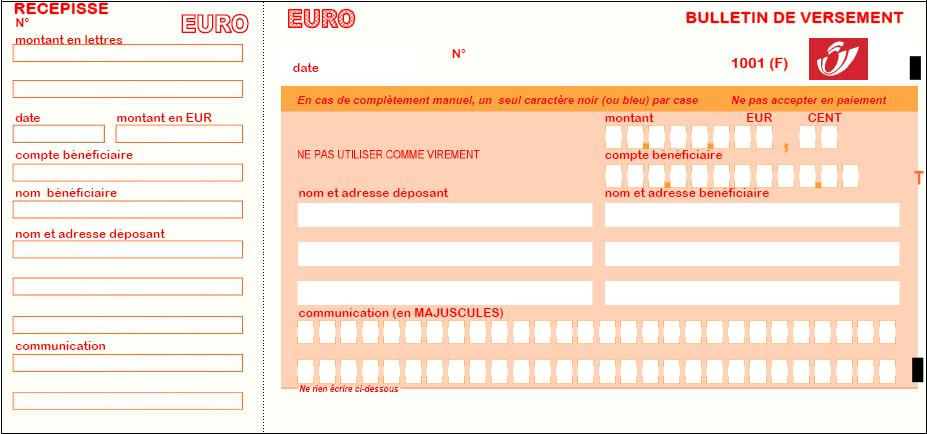 RECEPISSE
N°
EURO
montant en lettres
date montant en EUR
compte bénéficiaire
nom bénéficiaire
nom et adresse déposant
communication
EURO
BULLETIN DE VERSEMENT
date
N°
1001 (F)
En cas de complètement manuel, un seul caractère noir (ou bleu) par case Ne pas accepter en paiement
montant EUR CENT
,
NE PAS UTILISER COMME VIREMENT
compte bénéficiaire
T
nom et adresse déposant nom et adresse bénéficiaire
communication (en MAJUSCULES)
Ne rien écrire ci-dessous